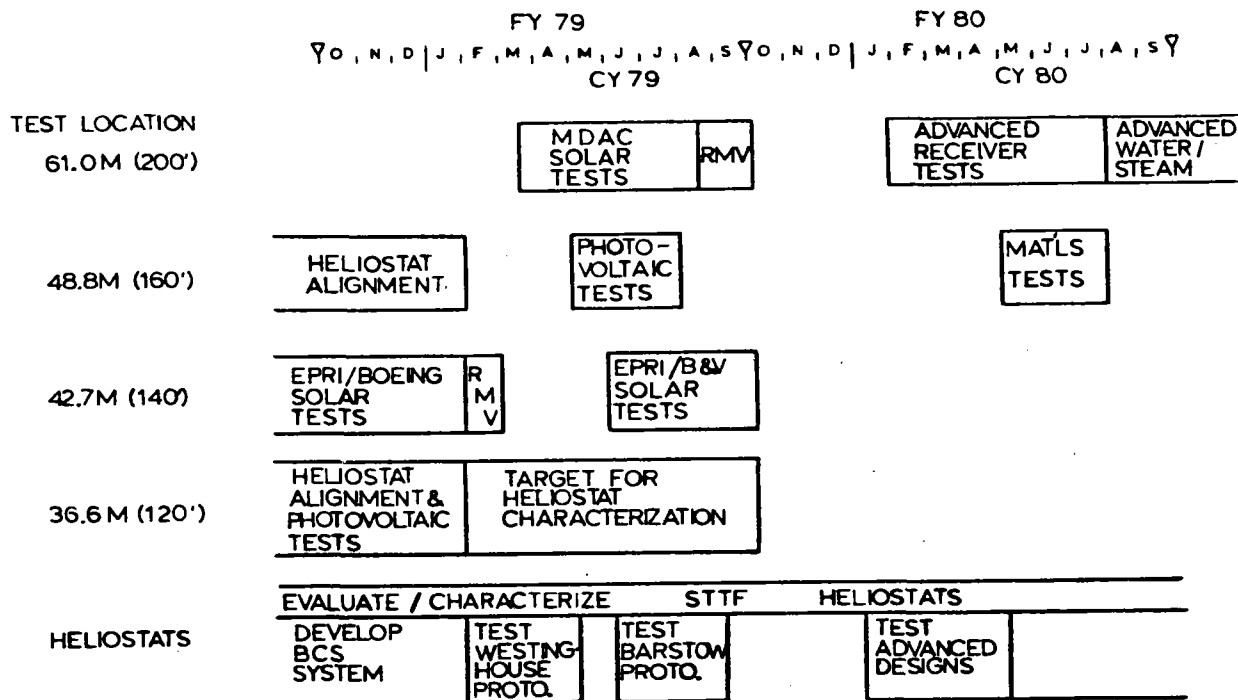 FY 79 FY 80
O N D J F M A M J J A S O N D J F M A M J J A S
CY 79 CY 80
TEST LOCATION
61.0M (200')
MDAC
SOLAR
TESTS
RMV
ADVANCED
RECEIVER
TESTS
ADVANCED
WATER/
STEAM
48.8M (160')
HELIOSTAT
ALIGNMENT
PHOTO-
VOLTAIC
TESTS
MAT'LS
TESTS
42.7M (140')
EPRI/BOEING
SOLAR
TESTS
R
M
V
EPRI/B&V
SOLAR
TESTS
36.6M (120')
HELIOSTAT
ALIGNMENT &
PHOTOVOLTAIC
TESTS
TARGET FOR
HELIOSTAT
CHARACTERIZATION
EVALUATE / CHARACTERIZE STTF HELIOSTATS
HELIOSTATS
DEVELOP
BCS
SYSTEM
TEST
WESTING-
HOUSE
PROTO.
TEST
BARSTOW
PROTO.
TEST
ADVANCED
DESIGNS